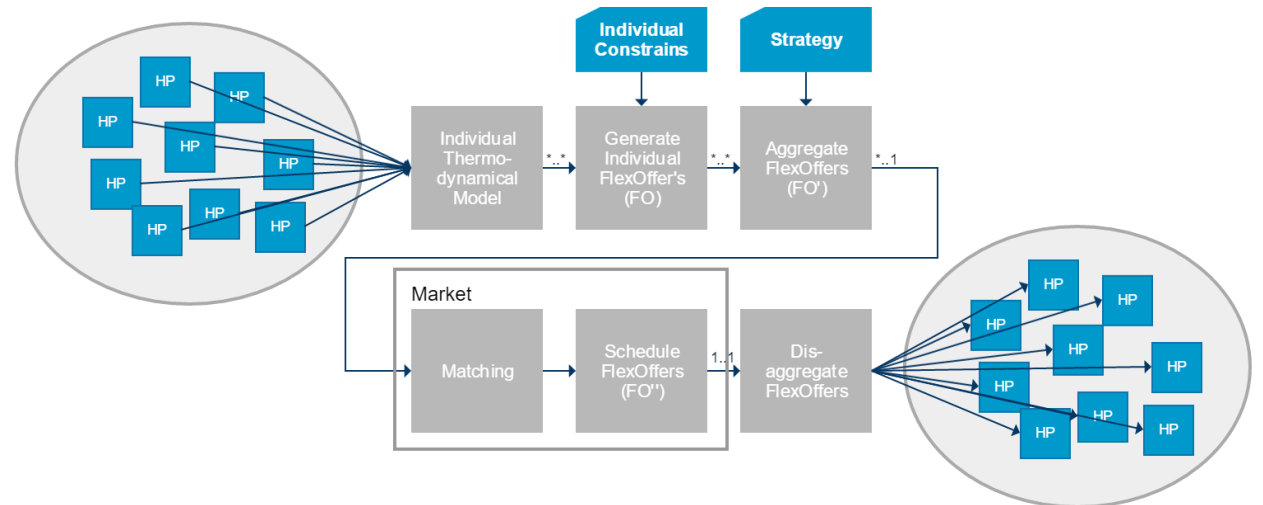 Individual
Constrains
Strategy
HP
HP
HP
HP
HP
HP
HP
HP
HP
Individual
Thermo-
dynamical
Model
*..*
Generate
Individual
FlexOffer's
(FO)
*..*
Aggregate
FlexOffers
(FO')
*..1
Market
Matching
Schedule
FlexOffers
(FO'')
1..1
Dis-
aggregate
FlexOffers
HP
HP
HP
HP
HP
HP
HP
HP
HP